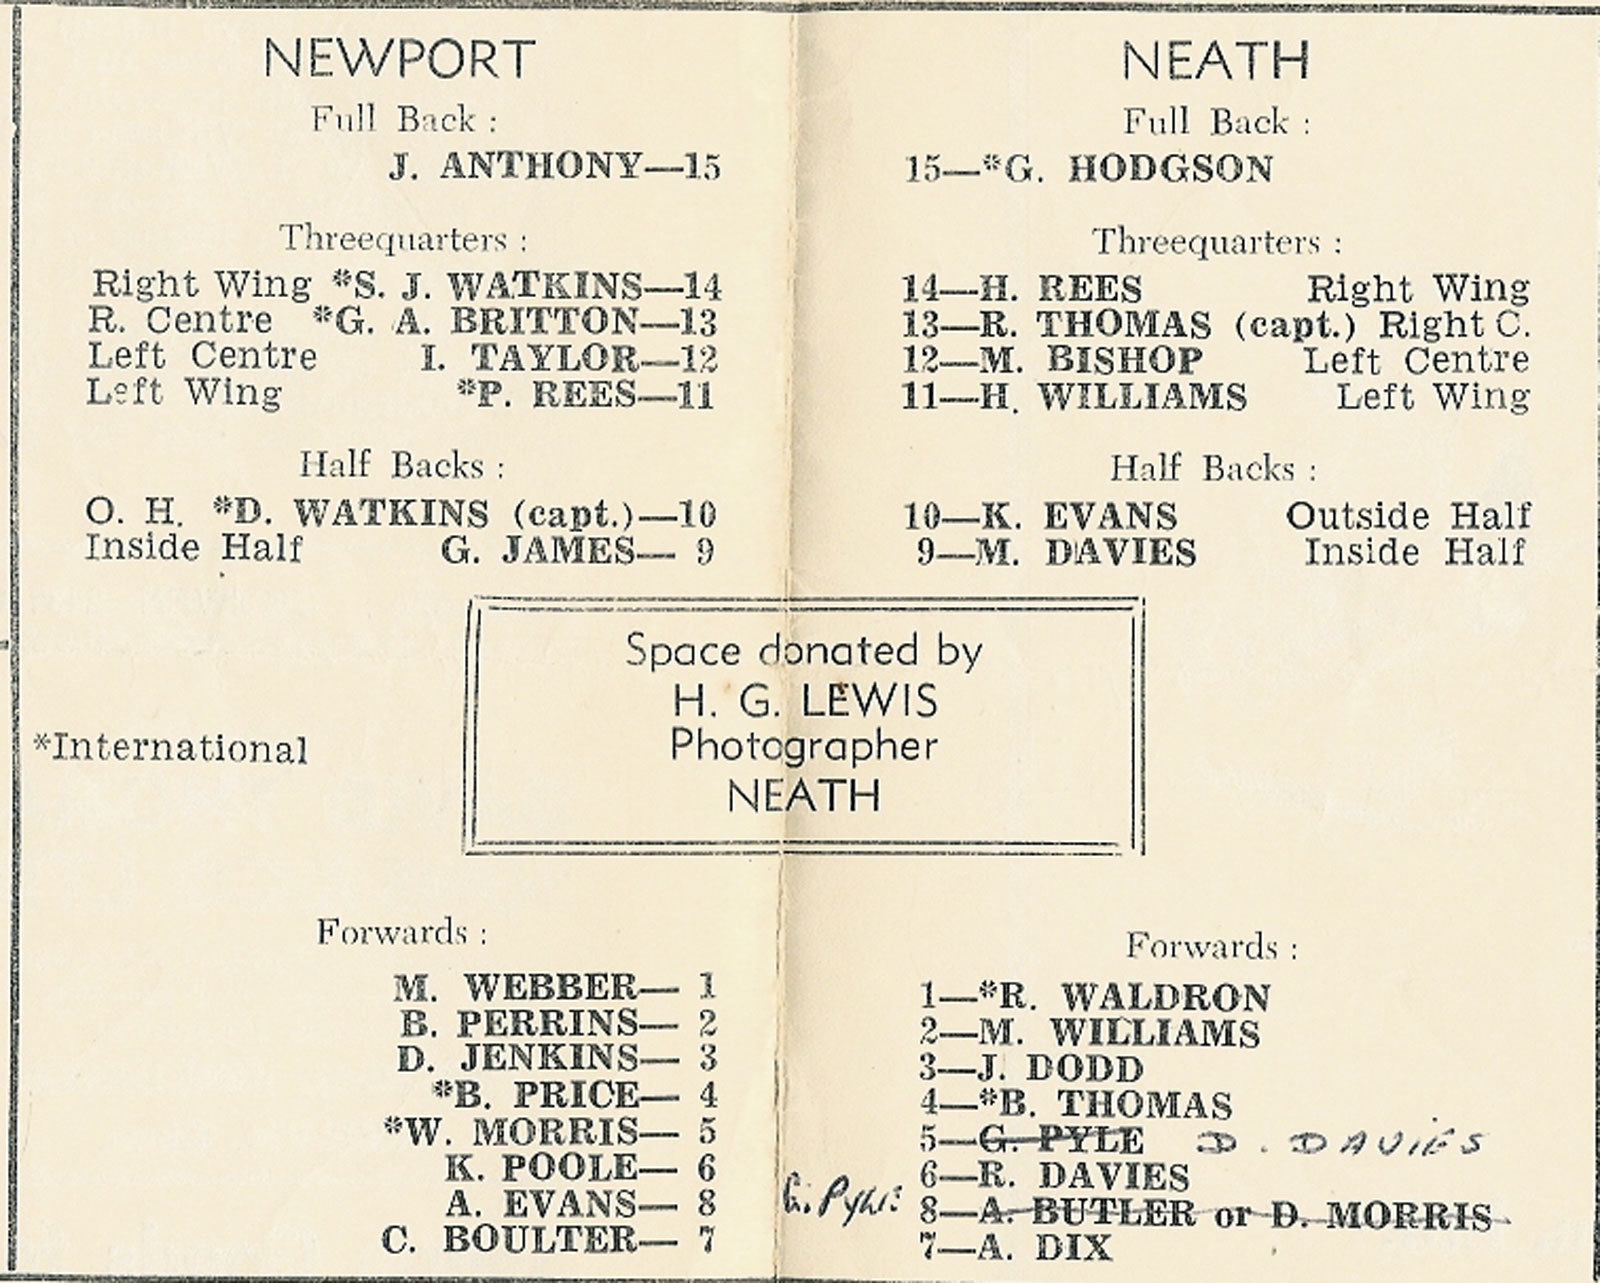 NEWPORT
Full Back :
J. ANTHONY—15
Threequarters :
Right Wing *S. J. WATKINS—14
R. Centre *G. A. BRITTON—13
Left Centre I. TAYLOR—12
Left Wing *P. REES—11
Half Backs :
O. H. *D. WATKINS (capt.)—10
Inside Half G. JAMES— 9
NEATH
Full Back :
15—*G. HODGSON
Threequarters :
14—H. REES Right Wing
13—R. THOMAS (capt.) Right C.
12—M. BISHOP Left Centre
11—H. WILLIAMS Left Wing
Half Backs :
10—K. EVANS Outside Half
9—M. DAVIES Inside Half
Space donated by
H. G. LEWIS
Photographer
NEATH
*International
Forwards :
M. WEBBER— 1
B. PERRINS— 2
D. JENKINS— 3
*B. PRICE— 4
*W. MORRIS— 5
K. POOLE— 6
A. EVANS— 8
C. BOULTER— 7
Forwards :
1—*R. WALDRON
2—M. WILLIAMS
3—J. DODD
4—*B. THOMAS
5—G. PYLE D. DAVIES
6—R. DAVIES
G. Pyle 8—A. BUTLER or D. MORRIS
7—A. DIX